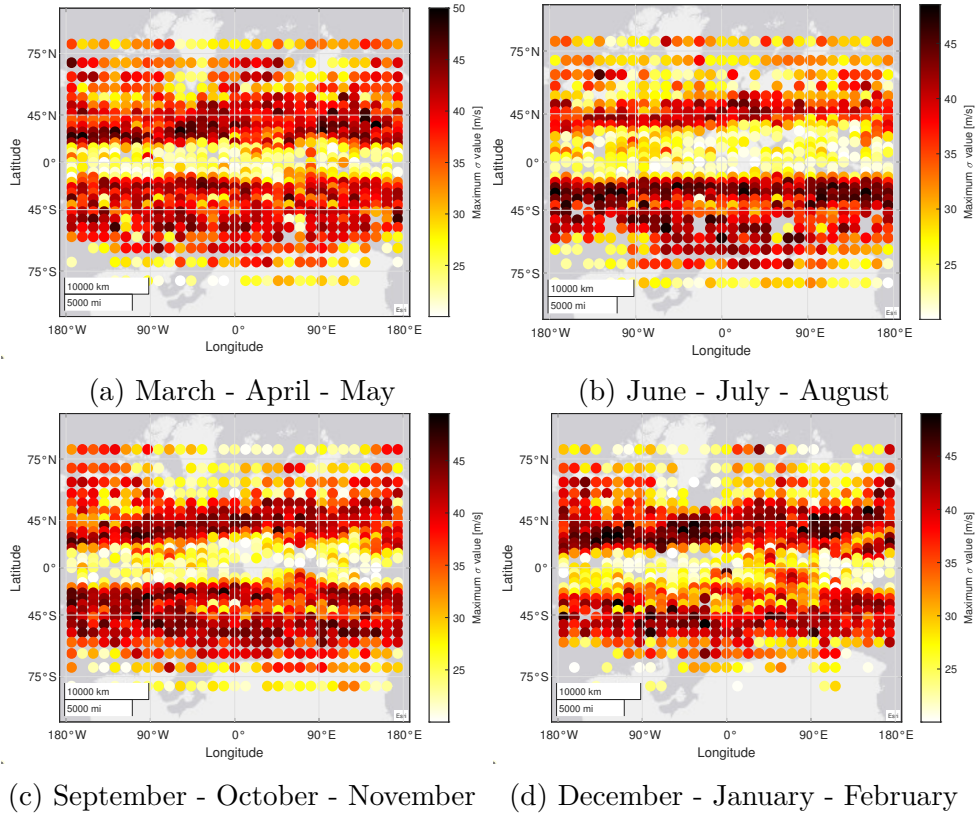 50
45
40
35
30
25
Maximum σ value [m/s]
75°N
45°N
0°
45°S
75°S
Latitude
10000 km
5000 mi
Esri
180°W 90°W 0° 90°E 180°E
Longitude
(a) March - April - May
45
40
35
30
25
Maximum σ value [m/s]
75°N
45°N
0°
45°S
75°S
Latitude
10000 km
5000 mi
Esri
180°W 90°W 0° 90°E 180°E
Longitude
(b) June - July - August
45
40
35
30
25
Maximum σ value [m/s]
75°N
45°N
0°
45°S
75°S
Latitude
10000 km
5000 mi
Esri
180°W 90°W 0° 90°E 180°E
Longitude
(c) September - October - November
45
40
35
30
25
Maximum σ value [m/s]
75°N
45°N
0°
45°S
75°S
Latitude
10000 km
5000 mi
Esri
180°W 90°W 0° 90°E 180°E
Longitude
(d) December - January - February